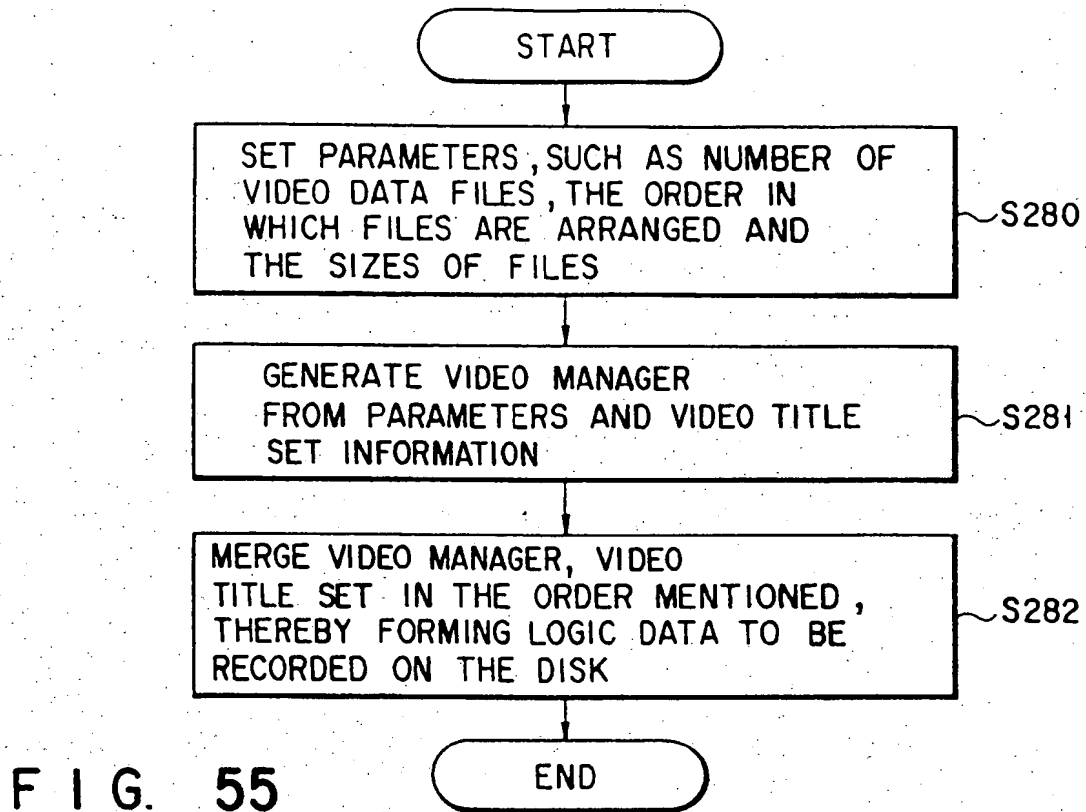 START
SET PARAMETERS, SUCH AS NUMBER OF
VIDEO DATA FILES, THE ORDER IN
WHICH FILES ARE ARRANGED AND
THE SIZES OF FILES
S280
GENERATE VIDEO MANAGER
FROM PARAMETERS AND VIDEO TITLE
SET INFORMATION
S281
MERGE VIDEO MANAGER, VIDEO
TITLE SET IN THE ORDER MENTIONED,
THEREBY FORMING LOGIC DATA TO BE
RECORDED ON THE DISK
S282
END
FIG. 55